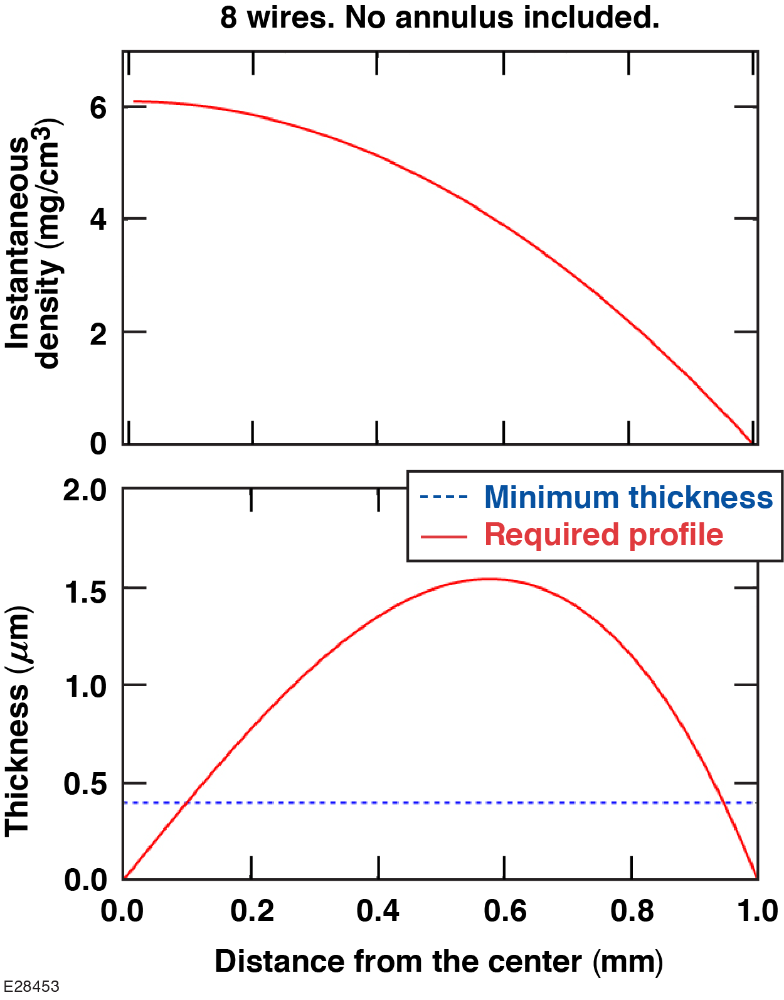 8 wires. No annulus included.
Instantaneous
density (mg/cm³)
6
4
2
0
Minimum thickness
Required profile
Thickness (μm)
2.0
1.5
1.0
0.5
0.0
0.0 0.2 0.4 0.6 0.8 1.0
Distance from the center (mm)
E28453